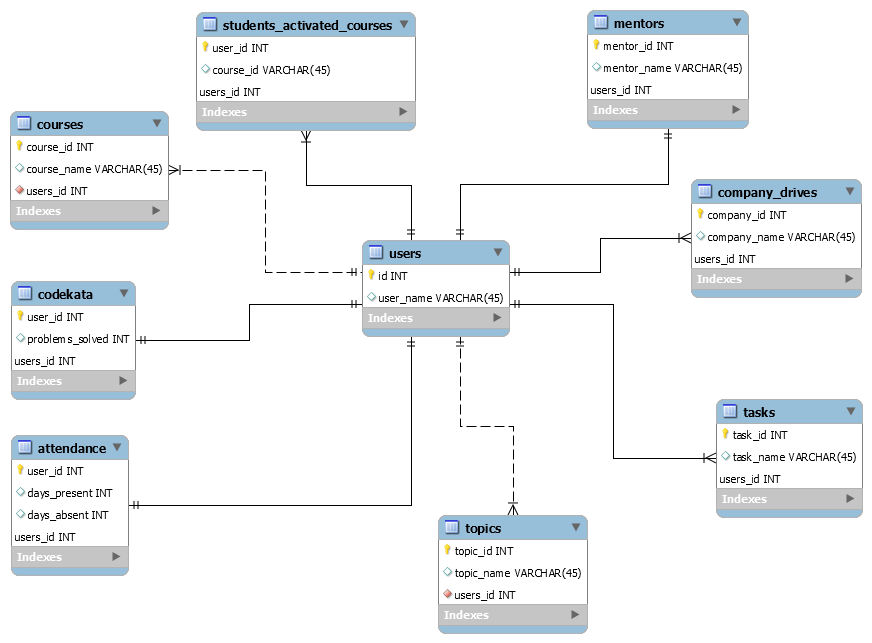 students_activated_courses
user_id INT
course_id VARCHAR(45)
users_id INT
Indexes
mentors
mentor_id INT
mentor_name VARCHAR(45)
users_id INT
Indexes
courses
course_id INT
course_name VARCHAR(45)
users_id INT
Indexes
company_drives
company_id INT
company_name VARCHAR(45)
users_id INT
Indexes
users
id INT
user_name VARCHAR(45)
Indexes
codekata
user_id INT
problems_solved INT
users_id INT
Indexes
tasks
task_id INT
task_name VARCHAR(45)
users_id INT
Indexes
attendance
user_id INT
days_present INT
days_absent INT
users_id INT
Indexes
topics
topic_id INT
topic_name VARCHAR(45)
users_id INT
Indexes